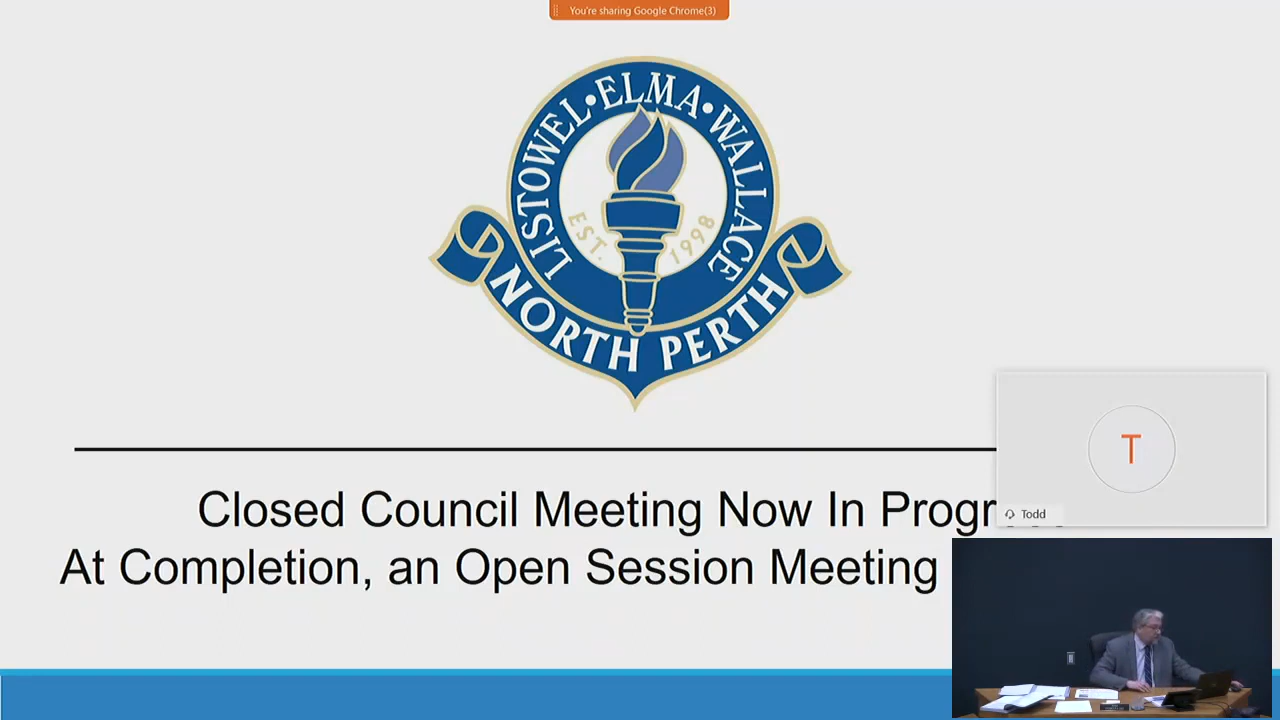 You're sharing Google Chrome(3)
LISTOWEL•ELMA•WALLACE
EST. 1998
NORTH PERTH
T
Closed Council Meeting Now In
Todd
At Completion, an Open Session Meeting